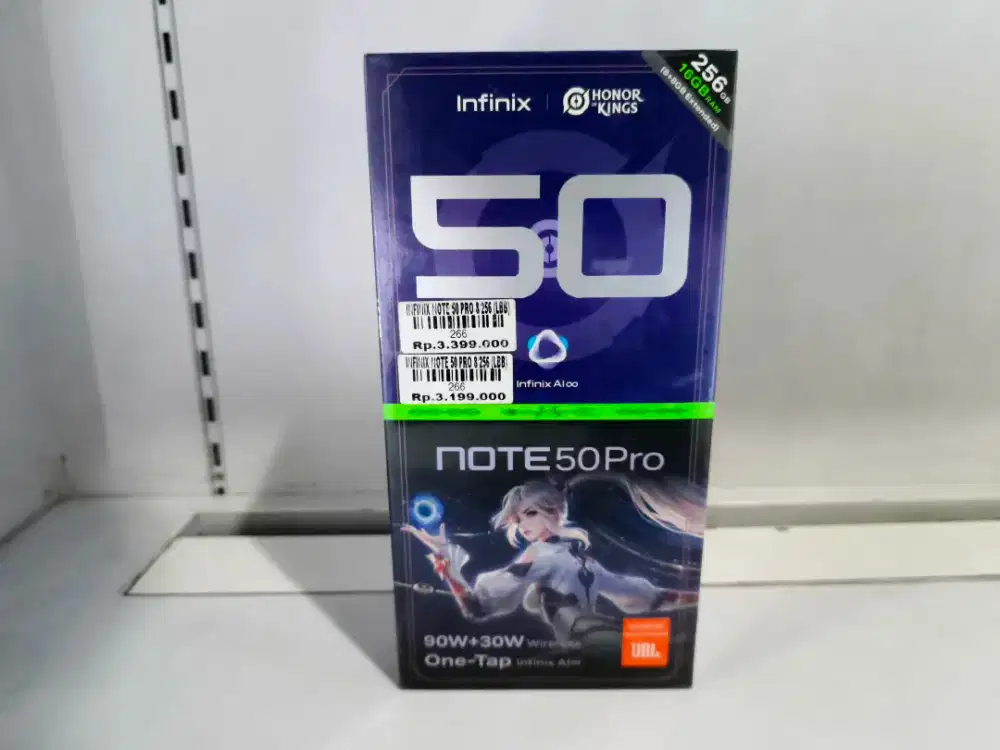 Infinix
HONOR
OF KINGS
256GB
16GB RAM
(8+8GB Extended)
50
INFINIX NOTE 50 PRO 8 256 (LBB)
266
Rp.3.399.000
INFINIX NOTE 50 PRO 8 256 (LBB)
266
Rp.3.199.000
Infinix AI∞
NOTE 50 Pro
90W+30W Wireless
One-Tap Infinix AI∞
JBL